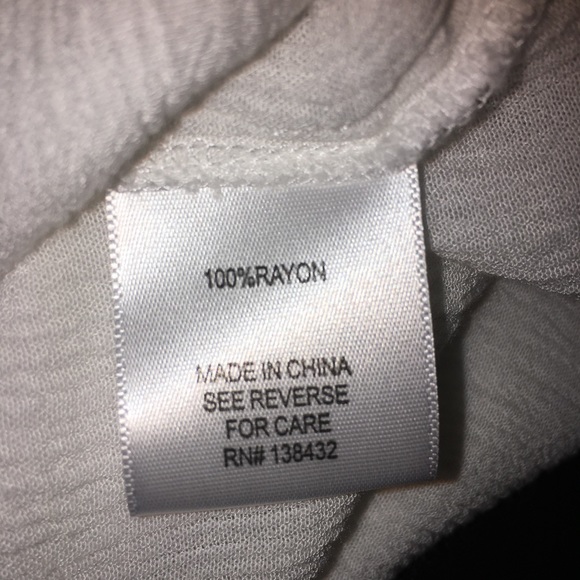 100%RAYON
MADE IN CHINA
SEE REVERSE
FOR CARE
RN# 138432